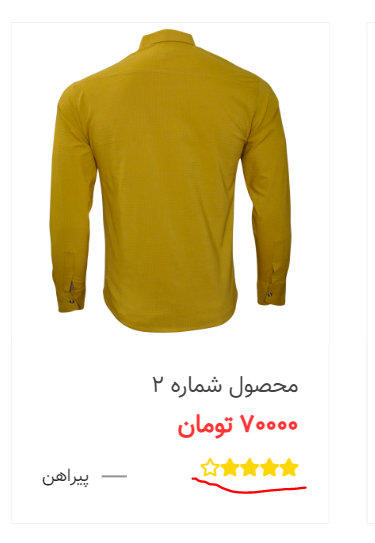 محصول شماره ۲
۷۰۰۰۰ تومان
پیراهن